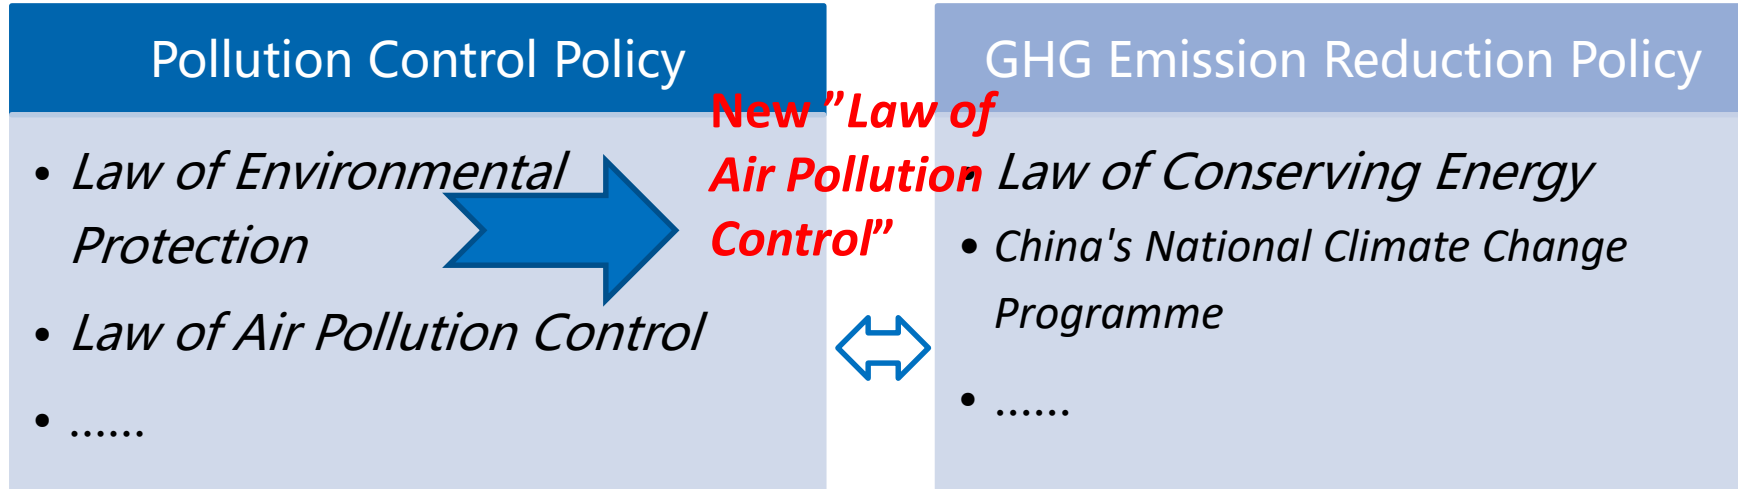 Pollution Control Policy
• Law of Environmental
Protection
• Law of Air Pollution Control
• ......
New ”Law of
Air Pollution
Control”
GHG Emission Reduction Policy
• Law of Conserving Energy
• China's National Climate Change
Programme
• ......